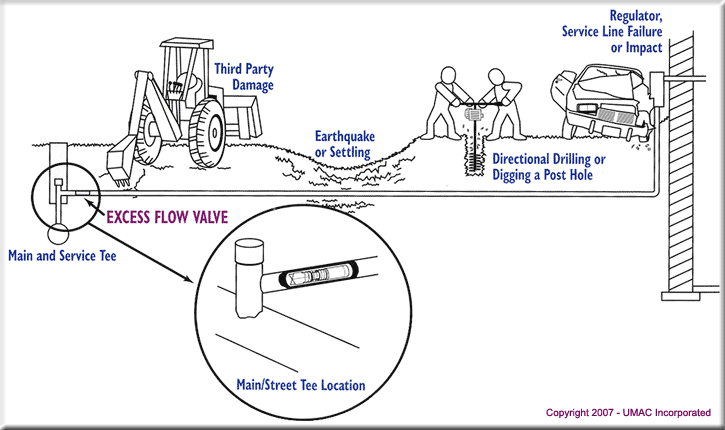 Regulator,
Service Line Failure
or Impact
Third Party
Damage
Earthquake
or Settling
Directional Drilling or
Digging a Post Hole
EXCESS FLOW VALVE
Main and Service Tee
Main/Street Tee Location
Copyright 2007 - UMAC Incorporated